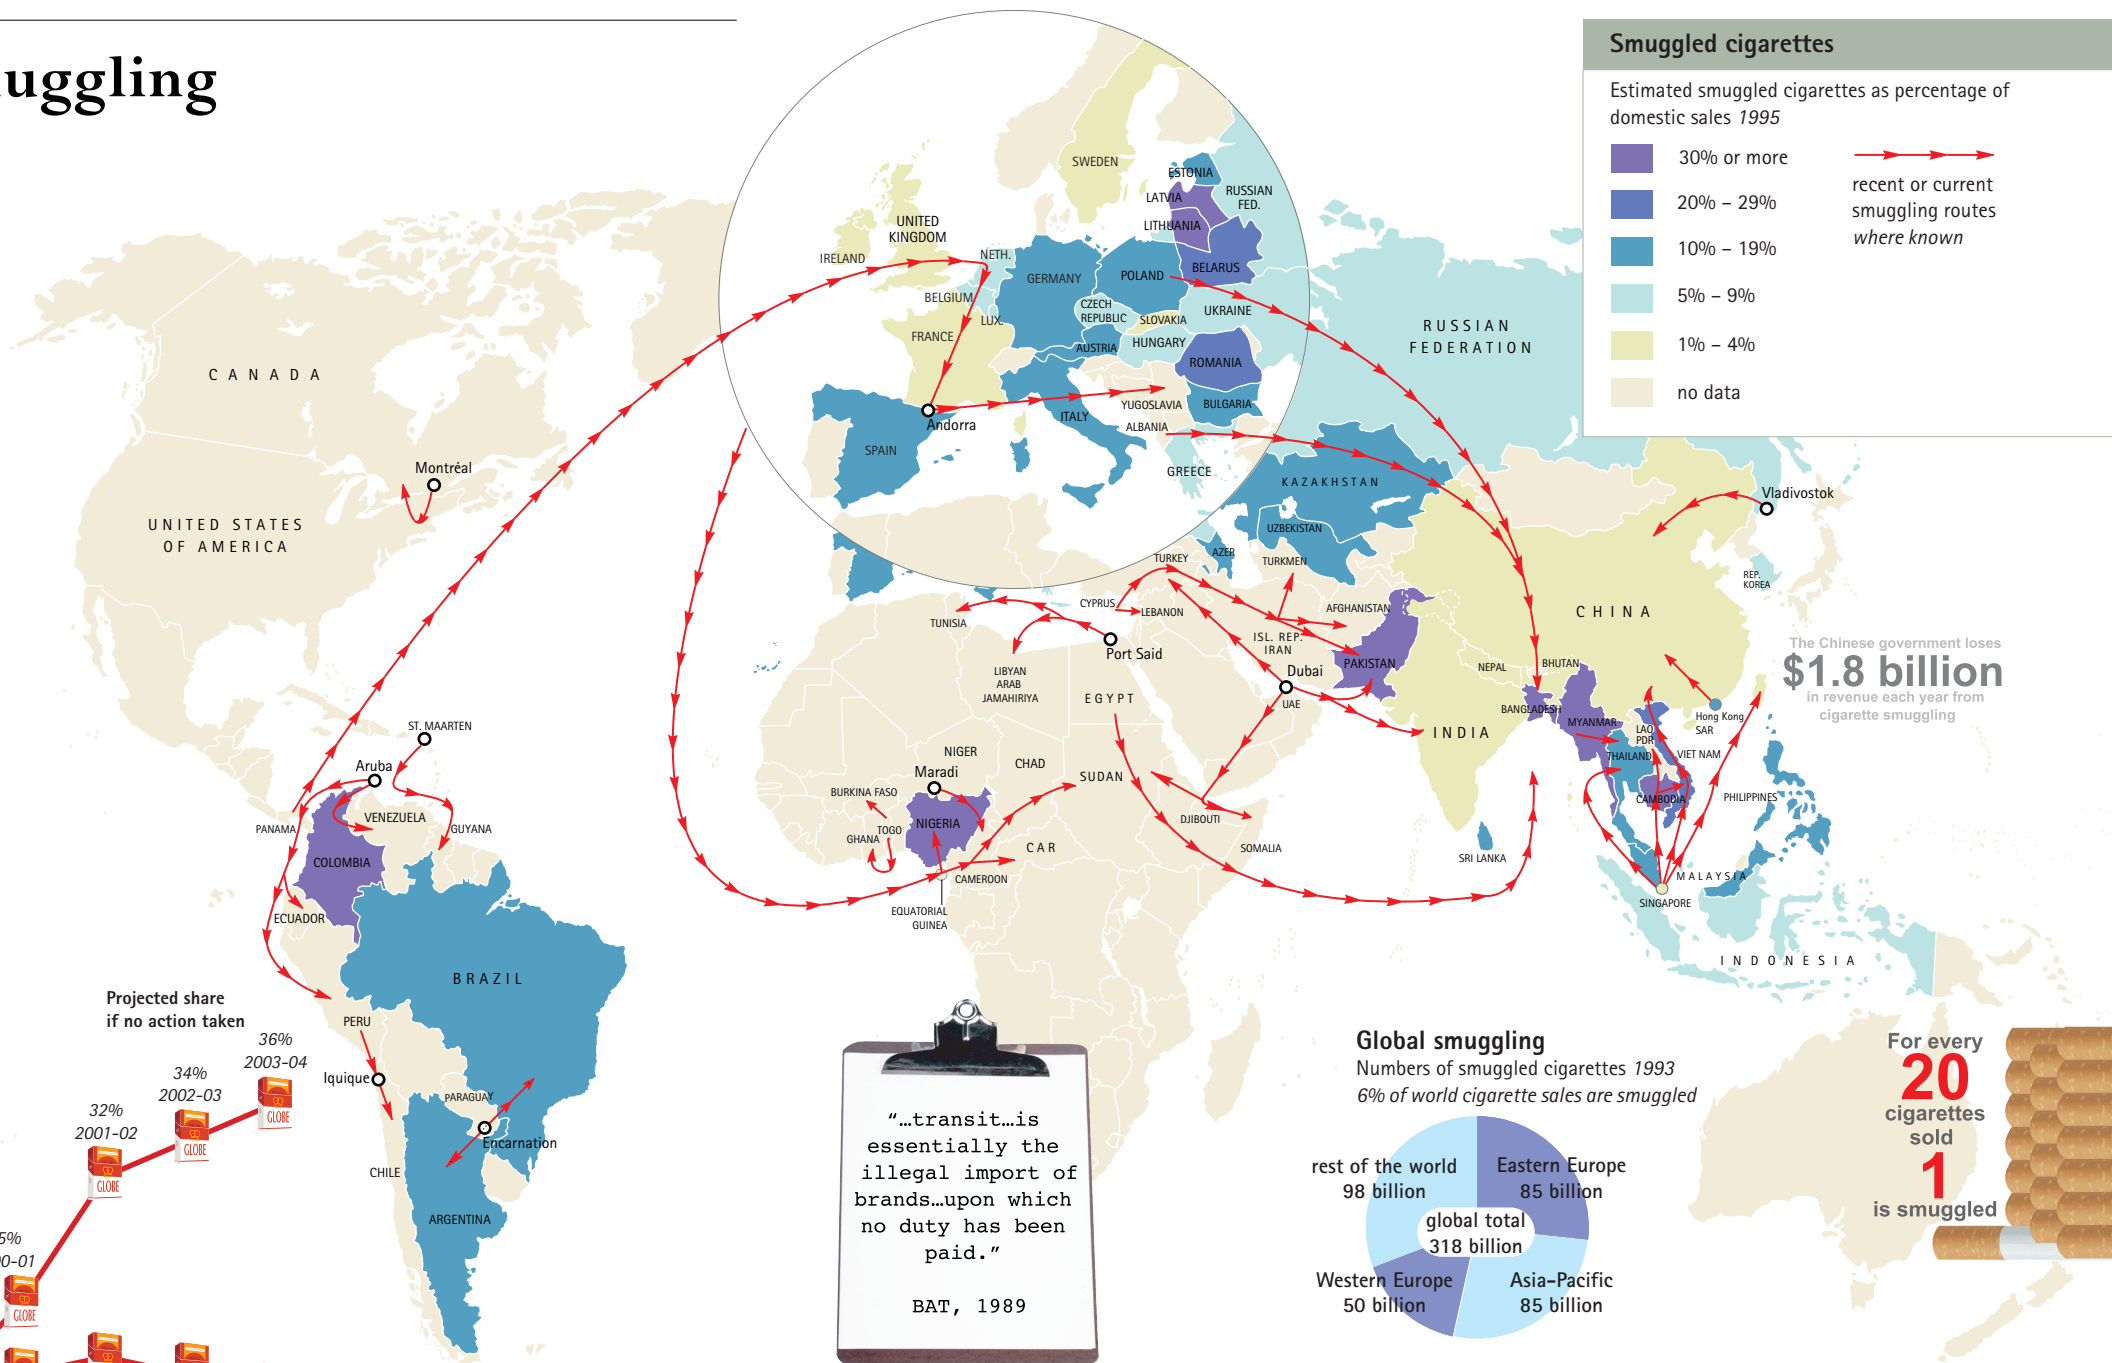 uggling
Smuggled cigarettes
Estimated smuggled cigarettes as percentage of
domestic sales 1995
30% or more
20% – 29%
10% – 19%
5% – 9%
1% – 4%
no data
recent or current
smuggling routes
where known
SWEDEN
ESTONIA
LATVIA
RUSSIAN
FED.
LITHUANIA
UNITED
KINGDOM
IRELAND
NETH.
GERMANY
POLAND
BELARUS
BELGIUM
CZECH
REPUBLIC
UKRAINE
LUX.
SLOVAKIA
FRANCE
AUSTRIA
HUNGARY
ROMANIA
YUGOSLAVIA
BULGARIA
ITALY
Andorra
ALBANIA
SPAIN
GREECE
RUSSIAN
FEDERATION
CANADA
Montréal
UNITED STATES
OF AMERICA
KAZAKHSTAN
Vladivostok
UZBEKISTAN
AZER
TURKEY
TURKMEN
REP.
KOREA
CHINA
CYPRUS
LEBANON
AFGHANISTAN
TUNISIA
ISL. REP.
IRAN
Port Said
PAKISTAN
NEPAL
BHUTAN
LIBYAN
ARAB
JAMAHIRIYA
Dubai
EGYPT
UAE
The Chinese government loses
$1.8 billion
in revenue each year from
cigarette smuggling
BANGLADESH
MYANMAR
INDIA
Hong Kong
SAR
LAO
PDR
THAILAND
VIET NAM
CAMBODIA
PHILIPPINES
ST. MAARTEN
Aruba
NIGER
CHAD
SUDAN
Maradi
BURKINA FASO
PANAMA
VENEZUELA
GUYANA
NIGERIA
TOGO
GHANA
DJIBOUTI
CAR
SOMALIA
SRI LANKA
COLOMBIA
CAMEROON
MALAYSIA
SINGAPORE
EQUATORIAL
GUINEA
ECUADOR
INDONESIA
BRAZIL
Projected share
if no action taken
36%
2003-04
34%
2002-03
32%
2001-02
GLOBE
GLOBE
GLOBE
5%
00-01
GLOBE
PERU
Iquique
PARAGUAY
Encarnation
CHILE
ARGENTINA
“…transit…is
essentially the
illegal import of
brands…upon which
no duty has been
paid.”
BAT, 1989
Global smuggling
Numbers of smuggled cigarettes 1993
6% of world cigarette sales are smuggled
rest of the world
98 billion
Eastern Europe
85 billion
global total
318 billion
Western Europe
50 billion
Asia-Pacific
85 billion
For every
20
cigarettes
sold
1
is smuggled